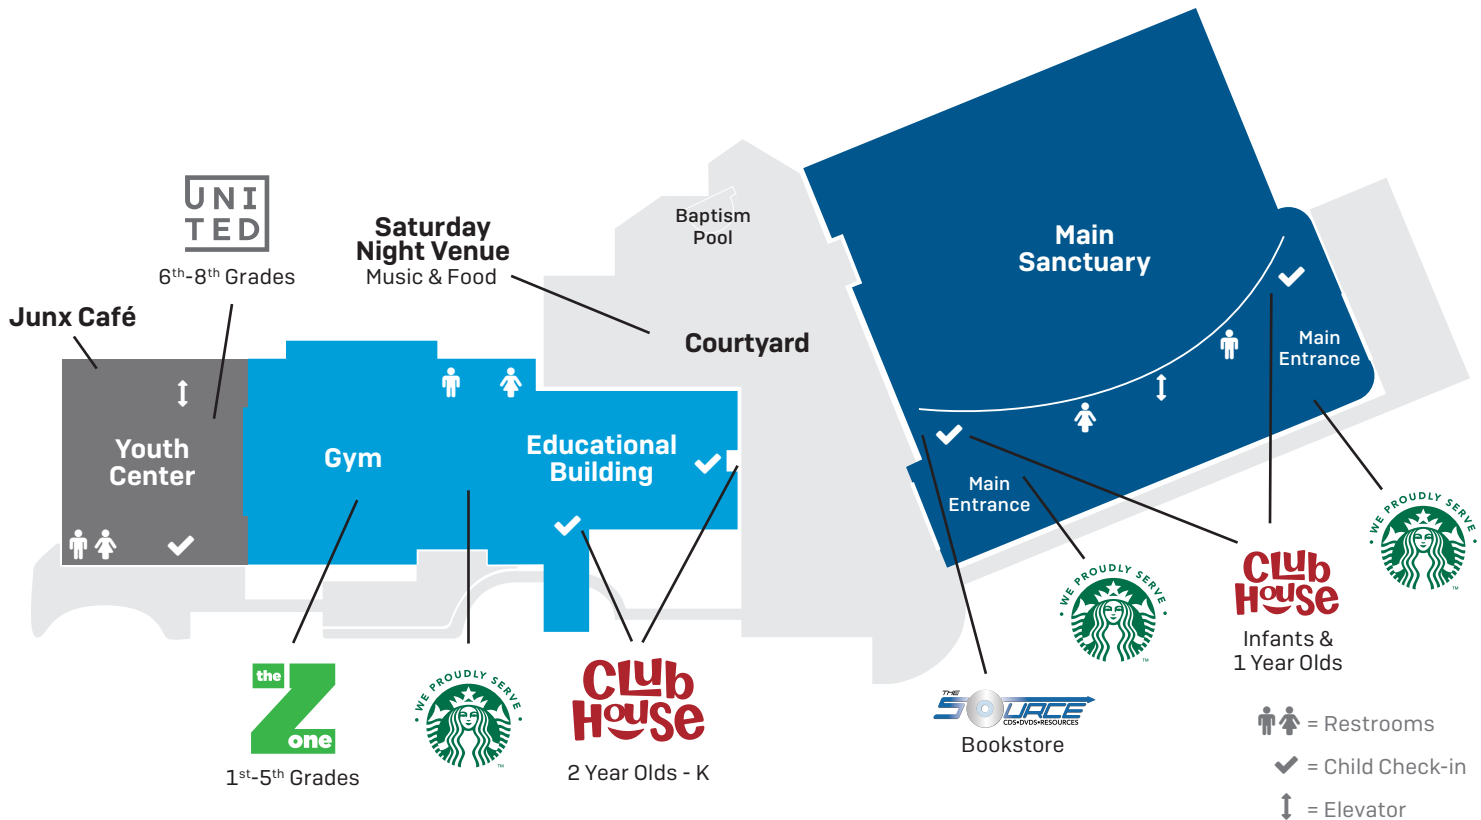 UNI
TED
6th-8th Grades
Junx Café
Saturday
Night Venue
Music & Food
Baptism
Pool
Courtyard
Main
Sanctuary
Main
Entrance
Youth
Center
Gym
Educational
Building
Main
Entrance
the
Z
one
1st-5th Grades
WE PROUDLY SERVE
TM
CLub
HouSe
2 Year Olds - K
THE
SOURCE
CDS•DVDS•RESOURCES
Bookstore
WE PROUDLY SERVE
TM
CLub
HouSe
Infants &
1 Year Olds
WE PROUDLY SERVE
TM
= Restrooms
= Child Check-in
= Elevator